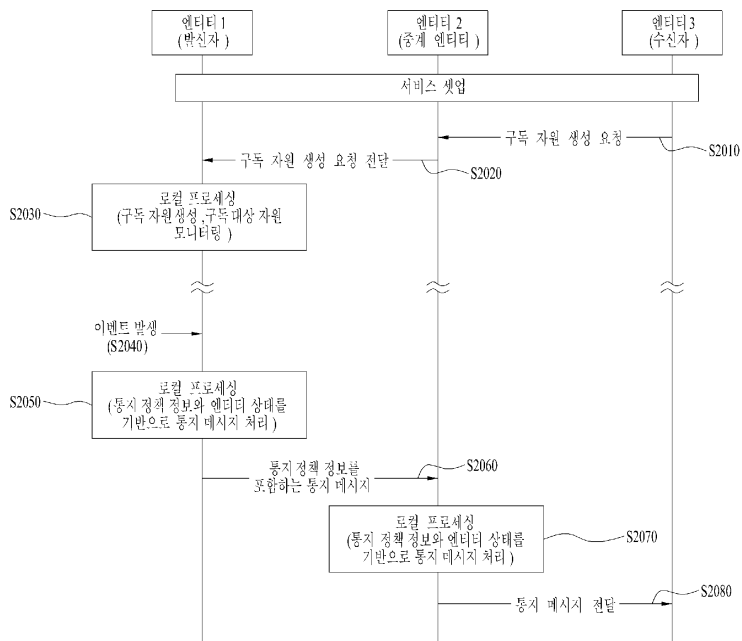 엔티티 1
(발신자 )
엔티티 2
(중계 엔티티 )
엔티티 3
(수신자 )
서비스 셋업
구독 자원 생성 요청
S2010
구독 자원 생성 요청 전달
S2020
S2030
로컬 프로세싱
(구독 자원 생성 ,구독 대상 자원
모니터링 )
이벤트 발생
(S2040)
S2050
로컬 프로세싱
(통지 정책 정보와 엔티티 상태를
기반으로 통지 메시지 처리 )
통지 정책 정보를
포함하는 통지 메시지
S2060
로컬 프로세싱
(통지 정책 정보와 엔티티 상태를
기반으로 통지 메시지 처리 )
S2070
통지 메시지 전달
S2080